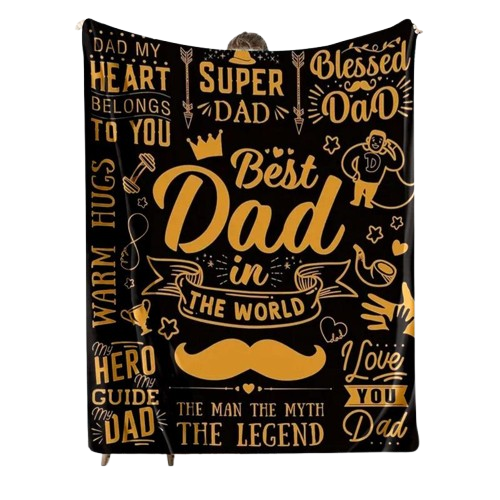 DAD MY
HEART
BELONGS
TO YOU
SUPER
DAD
Blessed
DaD
WARM HUGS
Best
Dad
in
THE WORLD
D
My
HERO
My
GUIDE
My
DAD
THE MAN THE MYTH
THE LEGEND
I Love
YOU
Dad